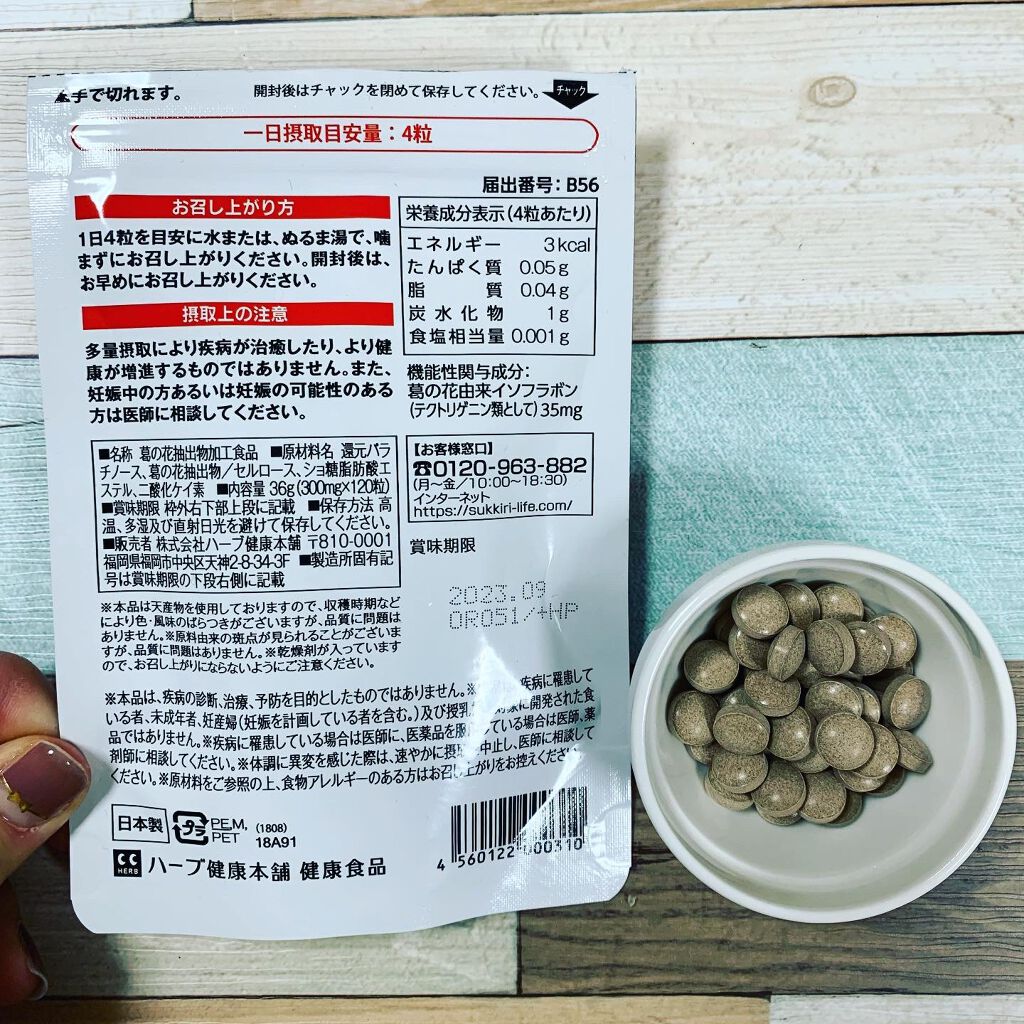 手で切れます。
開封後はチャックを閉めて保存してください。
チャック
一日摂取目安量:4粒
届出番号:B56
お召し上がり方
1日4粒を目安に水または、ぬるま湯で、噛
まずにお召し上がりください。開封後は、
お早めにお召し上がりください。
摂取上の注意
多量摂取により疾病が治癒したり、より健
康が増進するものではありません。また、
妊娠中の方あるいは妊娠の可能性のある
方は医師に相談してください。
栄養成分表示(4粒あたり)
エネルギー 3kcal
たんぱく質 0.05g
脂質 0.04g
炭水化物 1g
食塩相当量 0.001g
機能性関与成分:
葛の花由来イソフラボン
(テクトリゲニン類として)35mg
■名称 葛の花抽出物加工食品 ■原材料名 還元パラ
チノース、葛の花抽出物/セルロース、ショ糖脂肪酸エ
ステル、二酸化ケイ素 ■内容量 36g(300mg×120粒)
■賞味期限 枠外右下部上段に記載 ■保存方法 高
温、多湿及び直射日光を避けて保存してください。
■販売者 株式会社ハーブ健康本舗 〒810-0001
福岡県福岡市中央区天神2-8-34-3F ■製造所固有記
号は賞味期限の下段右側に記載
【お客様窓口】
☎0120-963-882
(月~金/10:00~18:30)
インターネット
https://sukkiri-life.com/
賞味期限
2023.09
OR051/+HP
※本品は天産物を使用しておりますので、収穫時期など
により色・風味のばらつきがございますが、品質に問題は
ありません。※原料由来の斑点が見られることがございま
すが、品質に問題はありません。※乾燥剤が入っています
ので、お召し上がりにならないようにご注意ください。
※本品は、疾病の診断、治療、予防を目的としたものではありません。※ 疾病に罹患して
いる者、未成年者、妊産婦(妊娠を計画している者を含む。)及び授乳 対象に開発された食
品ではありません。※疾病に罹患している場合は医師に、医薬品を服用している場合は医師、薬
剤師に相談してください。※体調に異変を感じた際は、速やかに摂取を中止し、医師に相談して
ください。※原材料をご参照の上、食物アレルギーのある方はお召し上がりをお控えください。
日本製
プラ
PE,M,
PET
(1808)
18A91
CC
HERB
ハーブ健康本舗 健康食品
4 560122 000310